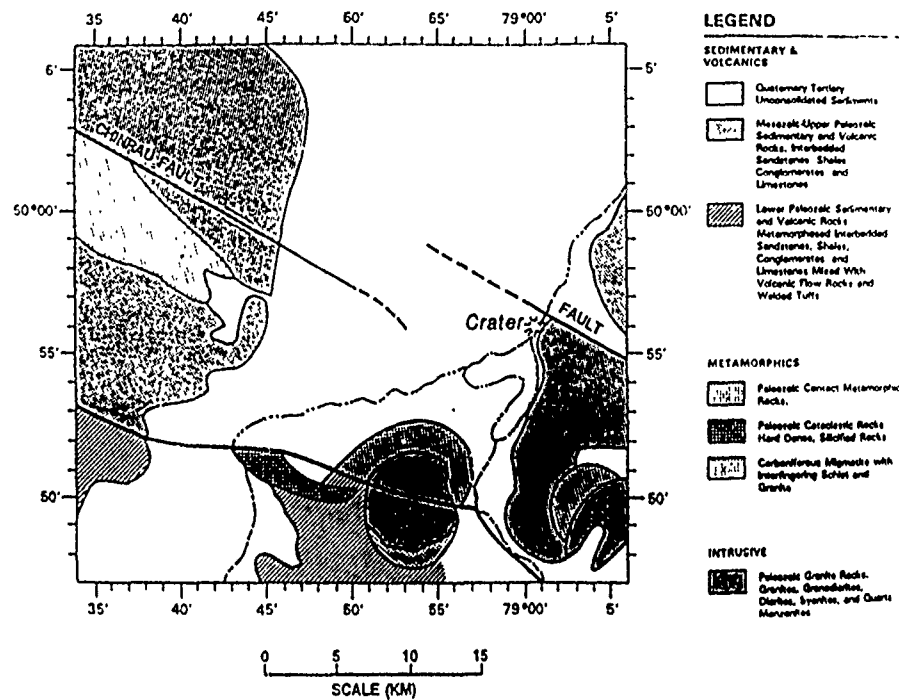 35' 40' 45' 50' 65' 79°00' 5'
6'
5'
CHINRAU FAULT
50°00'
50°00'
Crater
FAULT
55'
55'
50'
50'
35' 40' 45' 50' 65' 79°00' 5'
0 5 10 15
SCALE (KM)
LEGEND
SEDIMENTARY &
VOLCANICS
Quaternary Tertiary
Unconsolidated Sediments
Mesozoic-Upper Paleozoic
Sedimentary and Volcanic
Rocks, Interbedded
Sandstones Shales
Conglomerates and
Limestones
Lower Paleozoic Sedimentary
and Volcanic Rocks
Metamorphosed Interbedded
Sandstones, Shales,
Conglomerates and
Limestones Mixed With
Volcanic Flow Rocks and
Welded Tuffs
METAMORPHICS
Paleozoic Contact Metamorphic
Rocks.
Paleozoic Cataclastic Rocks
Hard Dense, Silicified Rocks
Carboniferous Migmatite with
Interfingering Schist and
Granite
INTRUSIVE
Paleozoic Granite Rocks.
Granites, Granodiorites,
Diorites, Syenites, and Quartz
Monzonites